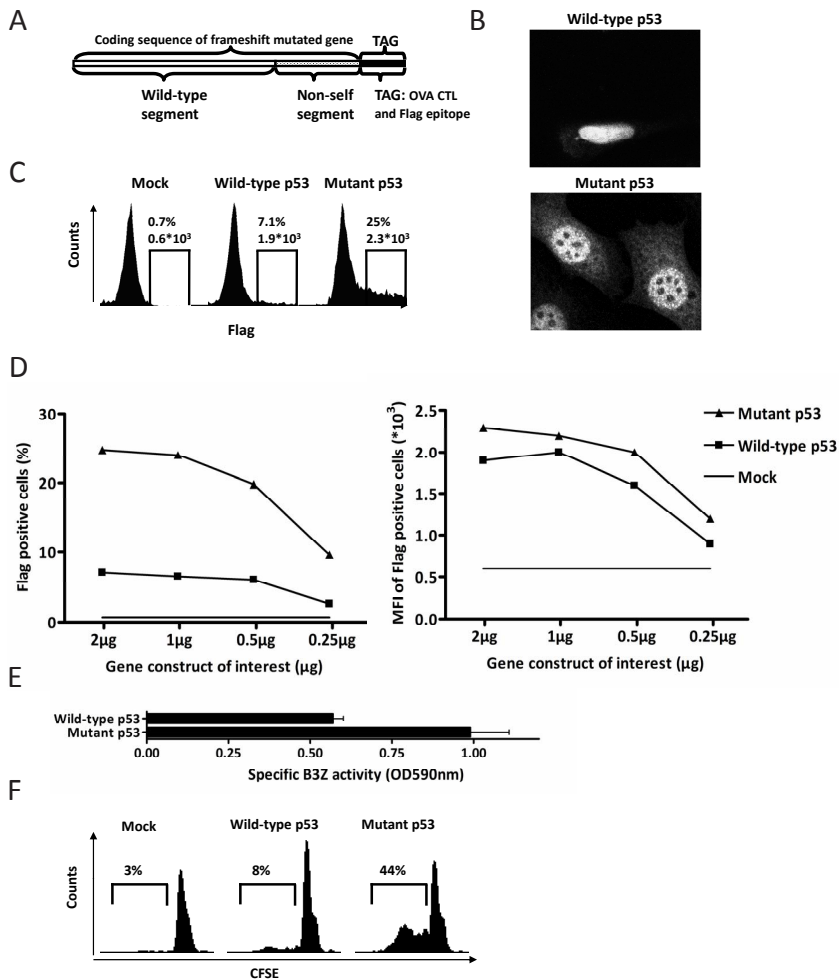 A
Coding sequence of frameshift mutated gene TAG
Wild-type segment
Non-self segment
TAG: OVA CTL and Flag epitope
B
Wild-type p53
Mutant p53
C
Mock Wild-type p53 Mutant p53
0.7% 7.1% 25%
0.6*10³ 1.9*10³ 2.3*10³
Counts
Flag
D
Flag positive cells (%)
30
20
10
0
2µg 1µg 0.5µg 0.25µg
Gene construct of interest (µg)
MFI of Flag positive cells (*10³)
2.5
2.0
1.5
1.0
0.5
0.0
2µg 1µg 0.5µg 0.25µg
Gene construct of interest (µg)
Mutant p53
Wild-type p53
Mock
E
Wild-type p53
Mutant p53
0.00 0.25 0.50 0.75 1.00
Specific B3Z activity (OD590nm)
F
Mock Wild-type p53 Mutant p53
3% 8% 44%
Counts
CFSE